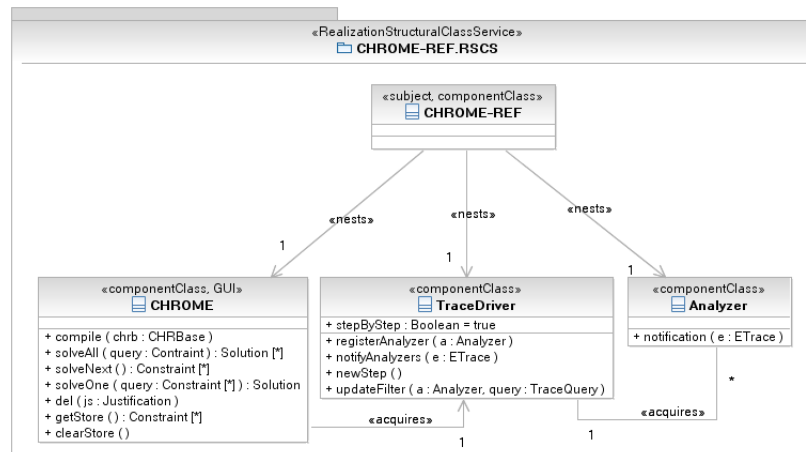 «RealizationStructuralClassService»
CHROME-REF.RSCS
«subject, componentClass»
CHROME-REF
«nests»
«nests»
«nests»
1
1
1
«componentClass, GUI»
CHROME
+ compile ( chrb : CHRBase )
+ solveAll ( query : Contraint ) : Solution [*]
+ solveNext ( ) : Constraint [*]
+ solveOne ( query : Constraint [*] ) : Solution
+ del ( js : Justification )
+ getStore ( ) : Constraint [*]
+ clearStore ( )
«componentClass»
TraceDriver
+ stepByStep : Boolean = true
+ registerAnalyzer ( a : Analyzer )
+ notifyAnalyzers ( e : ETrace )
+ newStep ( )
+ updateFilter ( a : Analyzer, query : TraceQuery )
«componentClass»
Analyzer
+ notification ( e : ETrace )
*
«acquires»
1
«acquires»
1